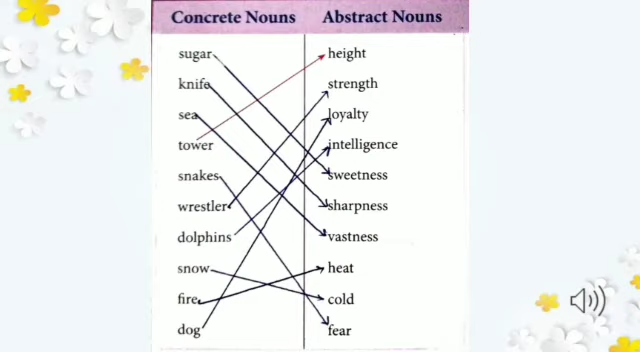 Concrete Nouns Abstract Nouns
sugar height
knife strength
sea loyalty
tower intelligence
snakes sweetness
wrestler sharpness
dolphins vastness
snow heat
fire cold
dog fear